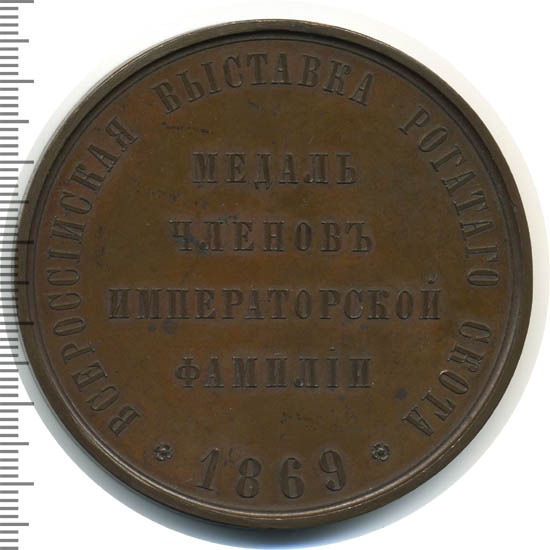 ВСЕРОССІЙСКАЯ ВЫСТАВКА РОГАТАГО СКОТА
МЕДАЛЬ
ЧЛЕНОВЪ
ИМПЕРАТОРСКОЙ
ФАМИЛІИ
1869